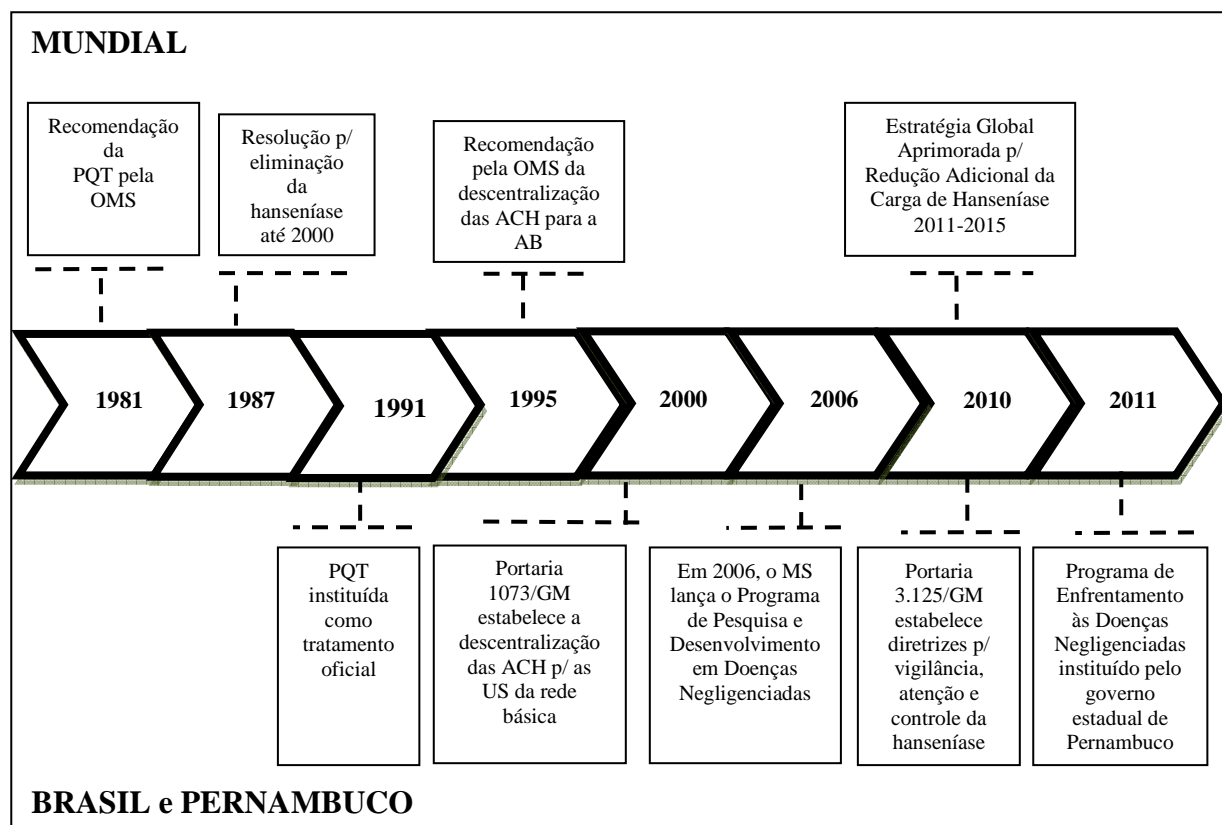 MUNDIAL
Recomendação
da
PQT pela
OMS
Resolução p/
eliminação
da
hanseníase
até 2000
Recomendação
pela OMS da
descentralização
das ACH para a
AB
Estratégia Global
Aprimorada p/
Redução Adicional da
Carga de Hanseníase
2011-2015
1981
1987
1991
1995
2000
2006
2010
2011
PQT
instituída
como
tratamento
oficial
Portaria
1073/GM
estabelece a
descentralização
das ACH p/ as
US da rede
básica
Em 2006, o MS
lança o Programa
de Pesquisa e
Desenvolvimento
em Doenças
Negligenciadas
Portaria
3.125/GM
estabelece
diretrizes p/
vigilância,
atenção e
controle da
hanseníase
Programa de
Enfrentamento
às Doenças
Negligenciadas
instituído pelo
governo
estadual de
Pernambuco
BRASIL e PERNAMBUCO